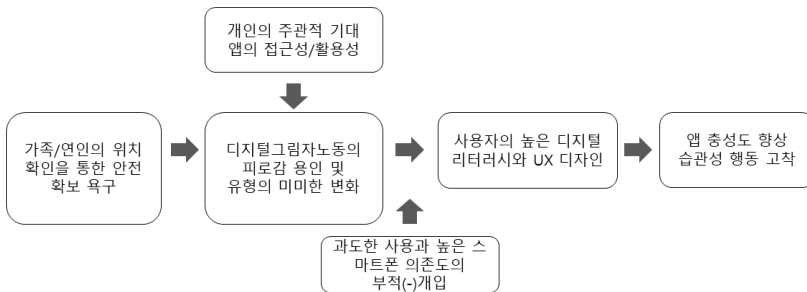 개인의 주관적 기대
앱의 접근성/활용성
가족/연인의 위치
확인을 통한 안전
확보 욕구
디지털그림자노동의
피로감 용인 및
유형의 미미한 변화
사용자의 높은 디지털
리터러시와 UX 디자인
앱 충성도 향상
습관성 행동 고착
과도한 사용과 높은 스
마트폰 의존도의
부적(-)개입